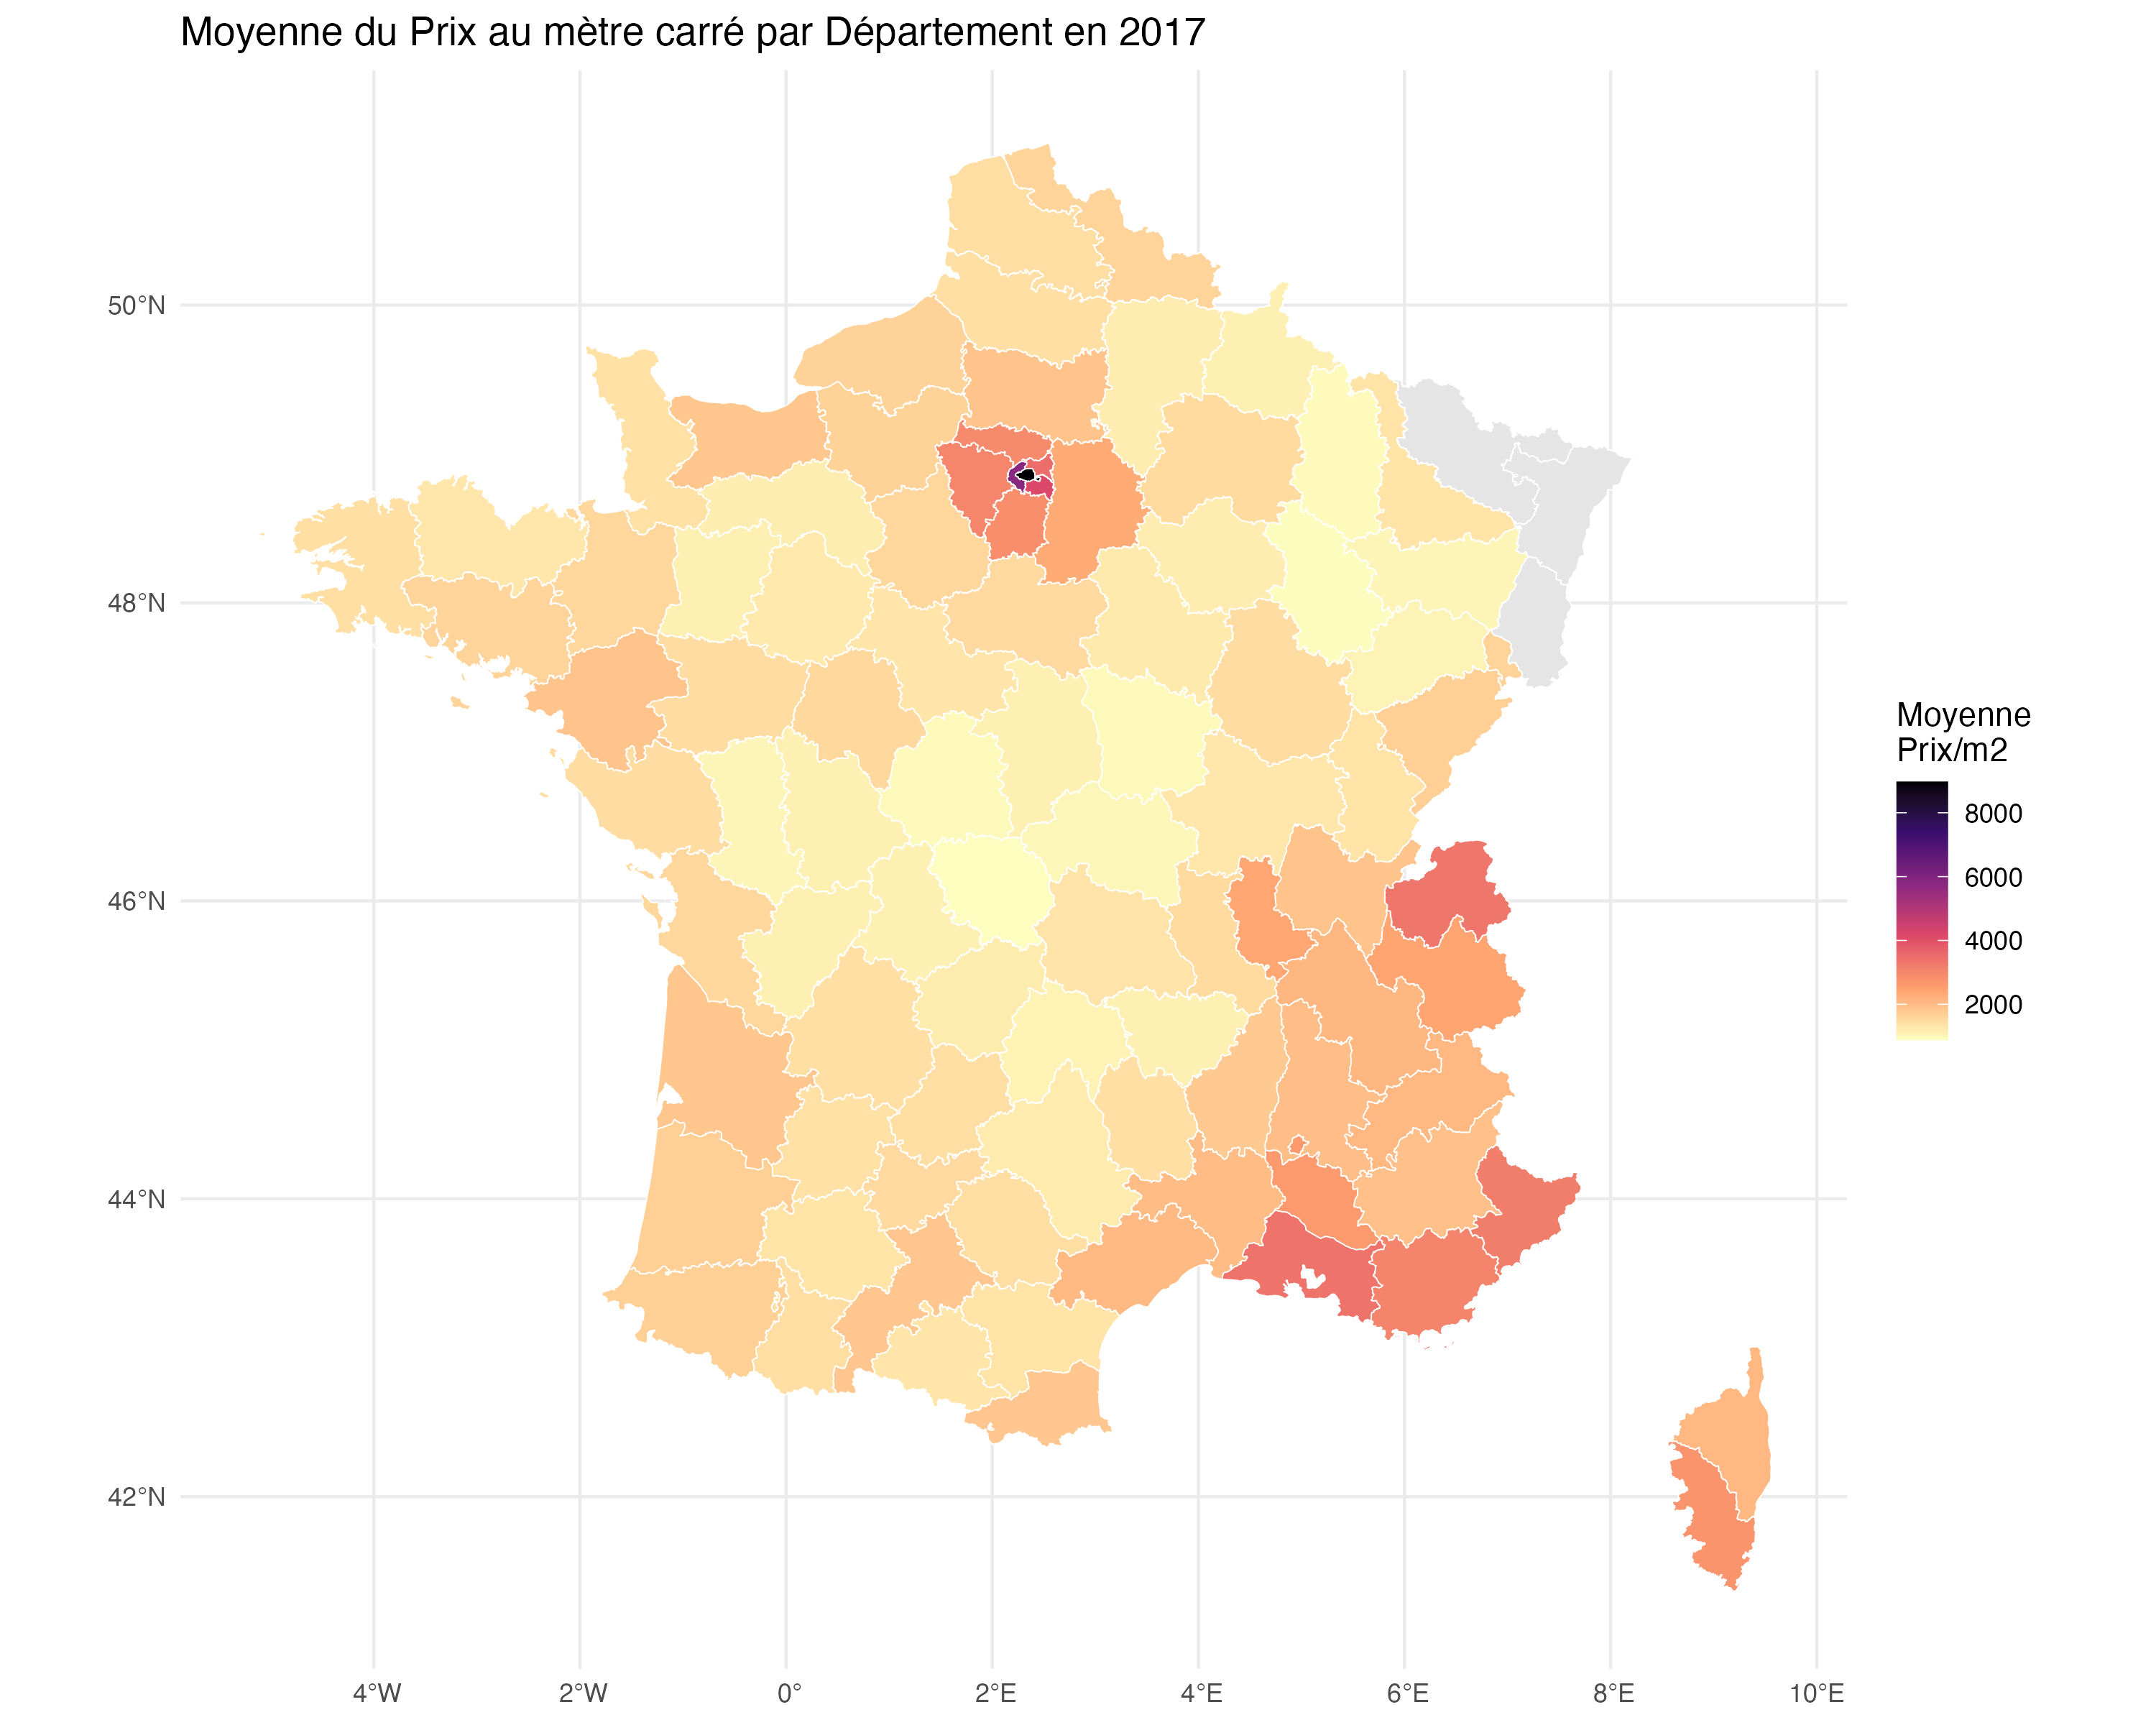 Moyenne du Prix au mètre carré par Département en 2017
50°N
48°N
46°N
44°N
42°N
4°W 2°W 0° 2°E 4°E 6°E 8°E 10°E
Moyenne
Prix/m2
8000
6000
4000
2000